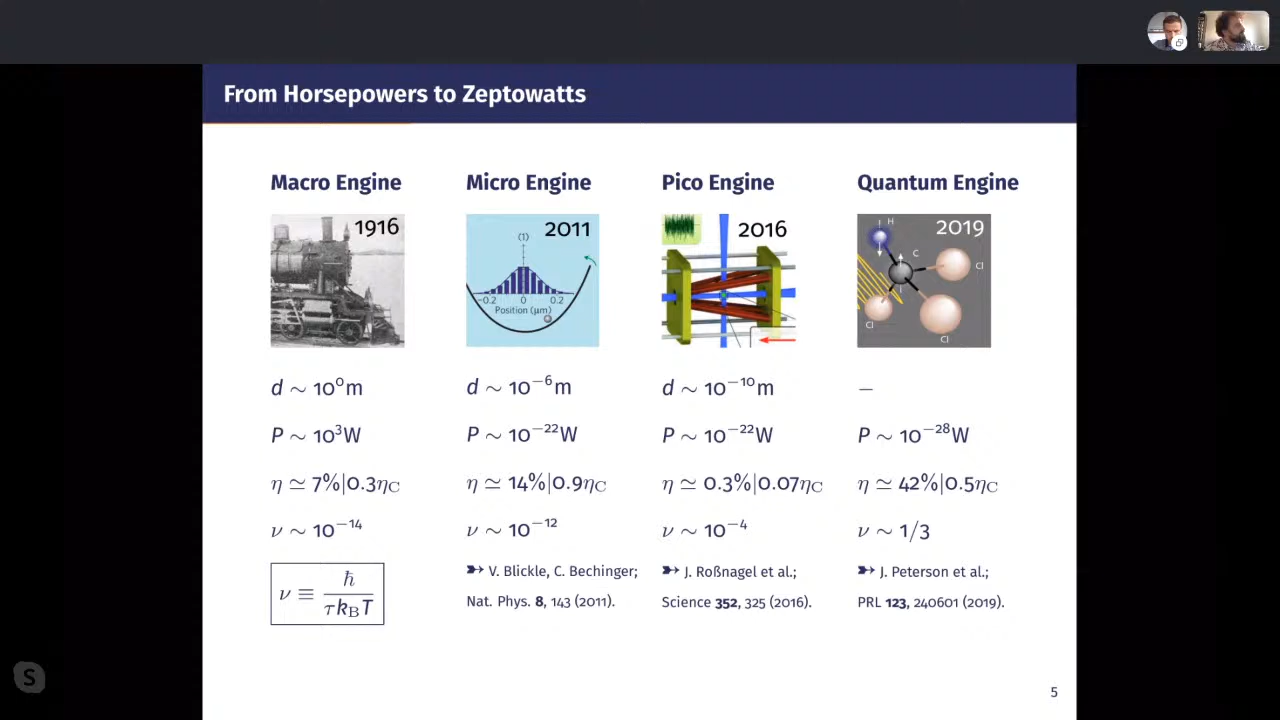 From Horsepowers to Zeptowatts
Macro Engine
1916
d ∼ 10⁰m
P ∼ 10³W
η ≃ 7%|0.3η_C
ν ∼ 10⁻¹⁴
ν ≡ ħ / τk_BT
Micro Engine
(1)
2011
−0.2 0 0.2
Position (μm)
d ∼ 10⁻⁶m
P ∼ 10⁻²²W
η ≃ 14%|0.9η_C
ν ∼ 10⁻¹²
➳ V. Blickle, C. Bechinger;
Nat. Phys. 8, 143 (2011).
Pico Engine
2016
d ∼ 10⁻¹⁰m
P ∼ 10⁻²²W
η ≃ 0.3%|0.07η_C
ν ∼ 10⁻⁴
➳ J. Roßnagel et al.;
Science 352, 325 (2016).
Quantum Engine
2019
H
C
Cl
Cl
Cl
–
P ∼ 10⁻²⁸W
η ≃ 42%|0.5η_C
ν ∼ 1/3
➳ J. Peterson et al.;
PRL 123, 240601 (2019).
S
5